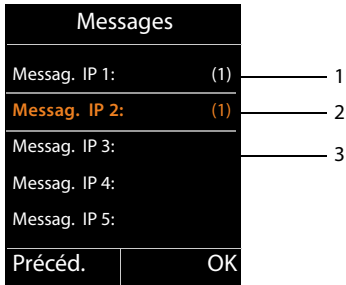 Messages
Messag. IP 1: (1) 1
Messag. IP 2: (1) 2
Messag. IP 3: 3
Messag. IP 4:
Messag. IP 5:
Précéd. OK